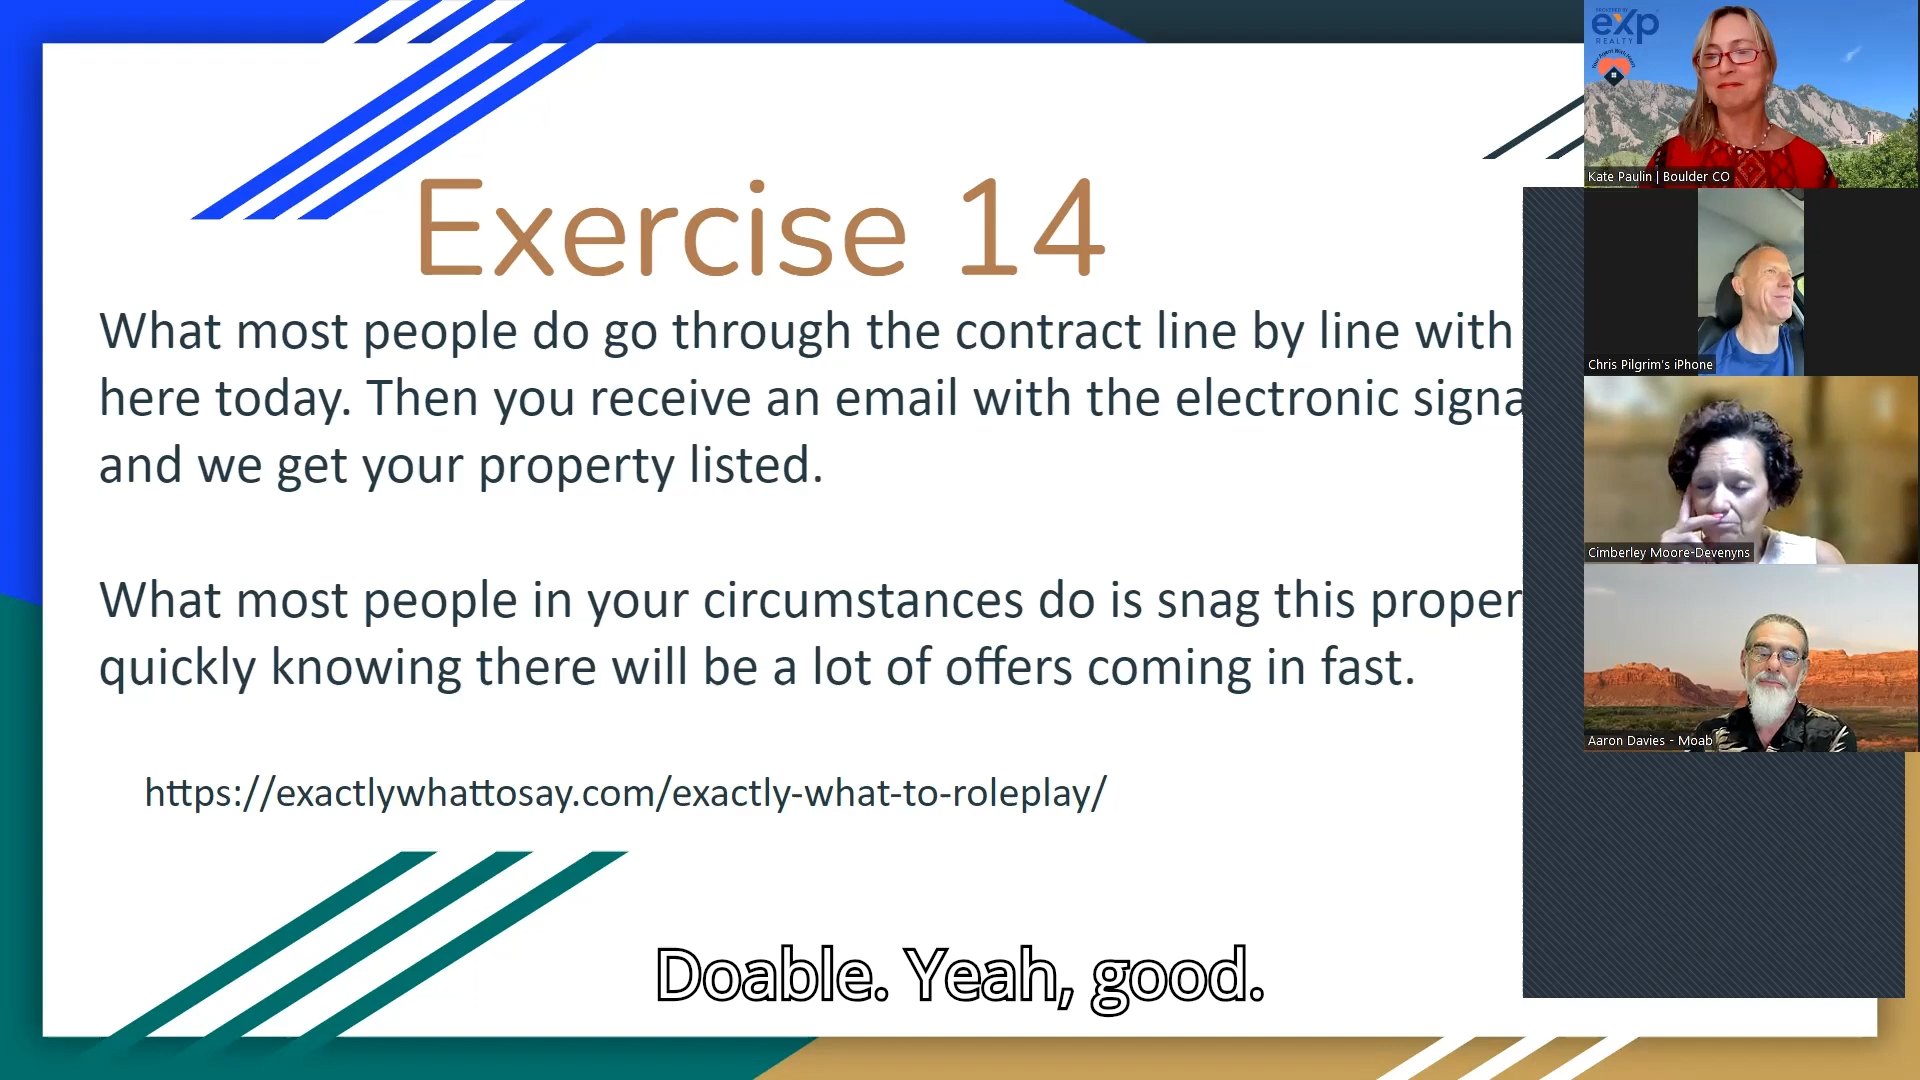 Exercise 14
What most people do go through the contract line by line with
here today. Then you receive an email with the electronic signa
and we get your property listed.
What most people in your circumstances do is snag this proper
quickly knowing there will be a lot of offers coming in fast.
https://exactlywhattosay.com/exactly-what-to-roleplay/
Doable. Yeah, good.
eXp
REALTY
Kate Paulin | Boulder CO
Chris Pilgrim's iPhone
Cimberley Moore-Devenyns
Aaron Davies - Moab